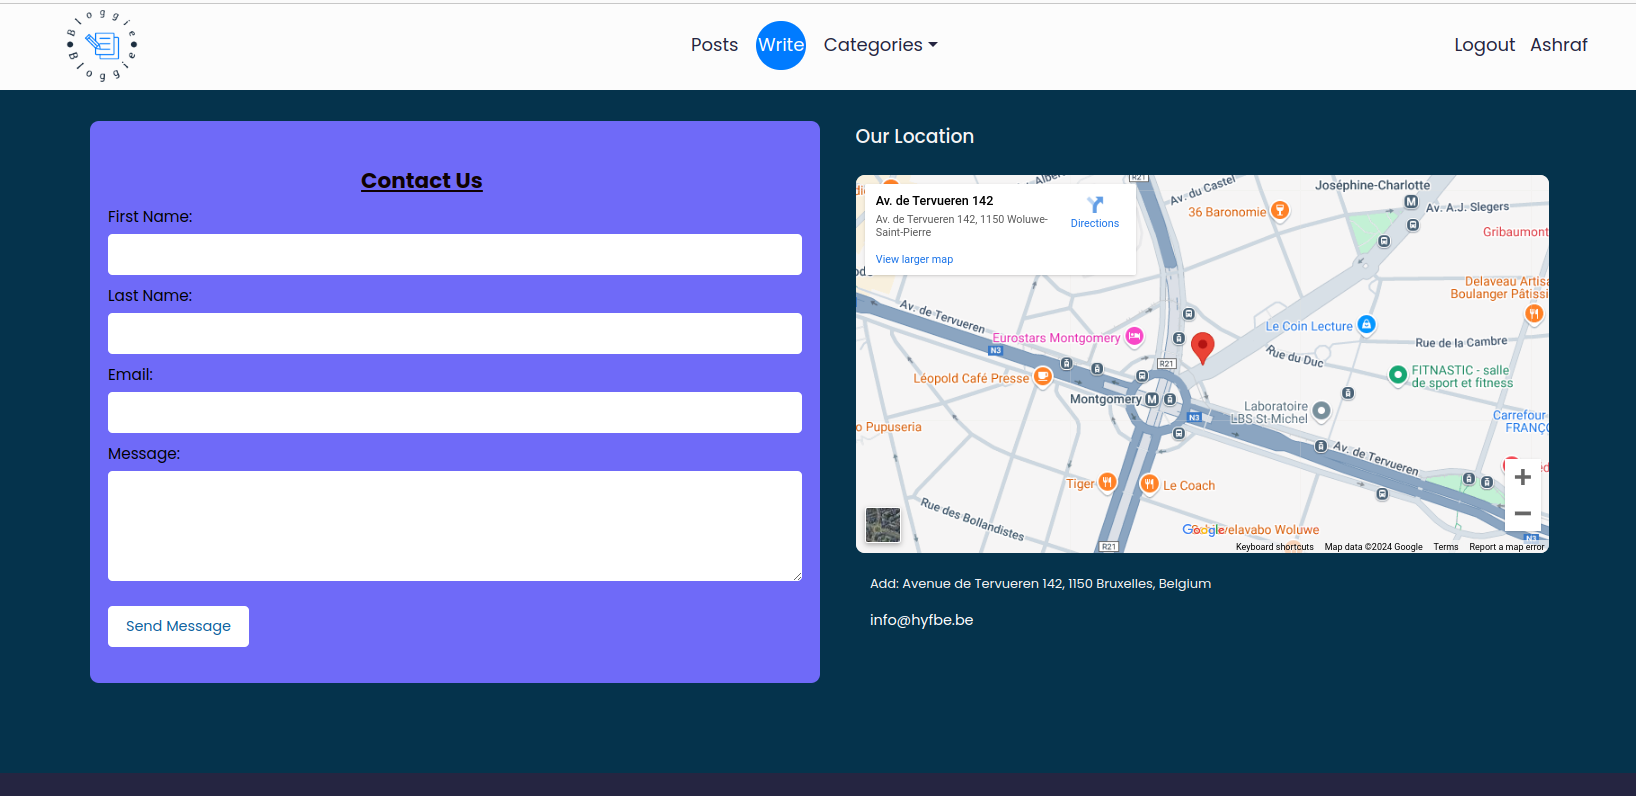 Bloggie
Bloggie
Posts
Write
Categories
Logout
Ashraf
Contact Us
First Name:
Last Name:
Email:
Message:
Send Message
Our Location
Av. de Tervueren 142
Av. de Tervueren 142, 1150 Woluwe-
Saint-Pierre
Directions
View larger map
R21
Av. du Castel
Joséphine-Charlotte
M
Av. A.J. Slegers
36 Baronomie
Gribaumont
Delaveau Artisa
Boulanger Pâtissi
Av. de Tervueren
Eurostars Montgomery
N3
Le Coin Lecture
Rue de la Cambre
Rue du Duc
R21
Léopold Café Presse
FITNASTIC - salle
de sport et fitness
Montgomery
M
N3
Laboratoire
LBS St-Michel
Carrefour
FRANÇ
o Pupuseria
Av. de Tervueren
Tiger
Le Coach
+
−
Rue des Bollandistes
Google
velavabo Woluwe
N3
R21
Keyboard shortcuts
Map data ©2024 Google
Terms
Report a map error
Add: Avenue de Tervueren 142, 1150 Bruxelles, Belgium
info@hyfbe.be